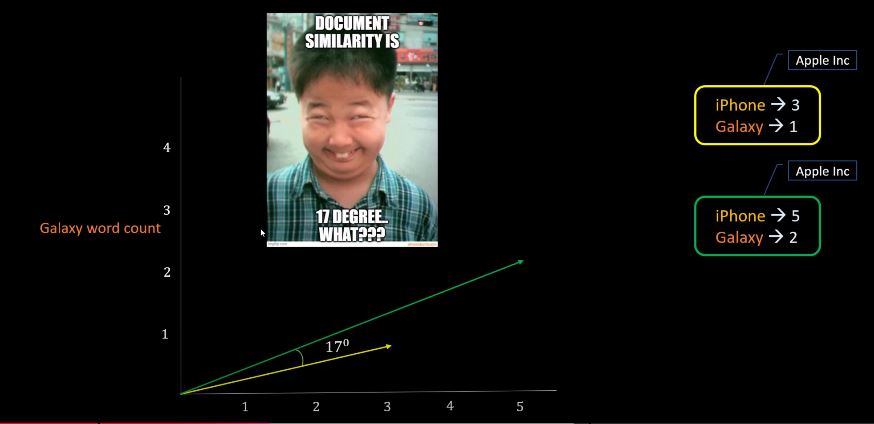 DOCUMENT
SIMILARITY IS
17 DEGREE..
WHAT???
Apple Inc
iPhone → 3
Galaxy → 1
Apple Inc
iPhone → 5
Galaxy → 2
4
3
Galaxy word count
2
1
17⁰
1 2 3 4 5